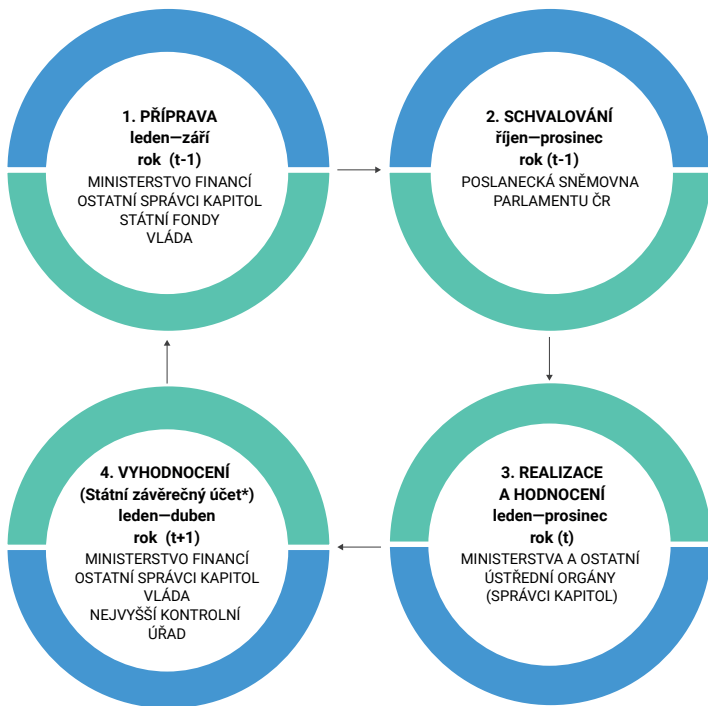 1. PŘÍPRAVA
leden—září
rok (t-1)
MINISTERSTVO FINANCÍ
OSTATNÍ SPRÁVCI KAPITOL
STÁTNÍ FONDY
VLÁDA
2. SCHVALOVÁNÍ
říjen—prosinec
rok (t-1)
POSLANECKÁ SNĚMOVNA
PARLAMENTU ČR
3. REALIZACE
A HODNOCENÍ
leden—prosinec
rok (t)
MINISTERSTVA A OSTATNÍ
ÚSTŘEDNÍ ORGÁNY
(SPRÁVCI KAPITOL)
4. VYHODNOCENÍ
(Státní závěrečný účet*)
leden—duben
rok (t+1)
MINISTERSTVO FINANCÍ
OSTATNÍ SPRÁVCI KAPITOL
VLÁDA
NEJVYŠŠÍ KONTROLNÍ
ÚŘAD